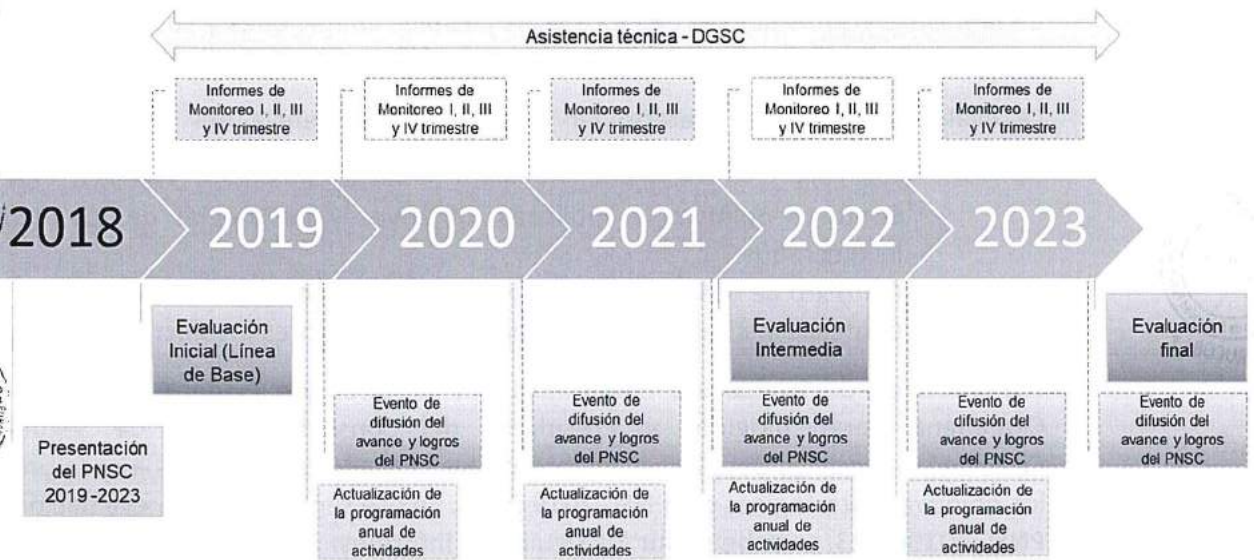 Asistencia técnica - DGSC
Informes de
Monitoreo I, II, III
y IV trimestre
Informes de
Monitoreo I, II, III
y IV trimestre
Informes de
Monitoreo I, II, III
y IV trimestre
Informes de
Monitoreo I, II, III
y IV trimestre
Informes de
Monitoreo I, II, III
y IV trimestre
2018
2019
2020
2021
2022
2023
Presentación
del PNSC
2019-2023
Evaluación
Inicial (Línea
de Base)
Evaluación
Intermedia
Evaluación
final
Evento de
difusión del
avance y logros
del PNSC
Evento de
difusión del
avance y logros
del PNSC
Evento de
difusión del
avance y logros
del PNSC
Evento de
difusión del
avance y logros
del PNSC
Evento de
difusión del
avance y logros
del PNSC
Actualización de
la programación
anual de
actividades
Actualización de
la programación
anual de
actividades
Actualización de
la programación
anual de
actividades
Actualización de
la programación
anual de
actividades